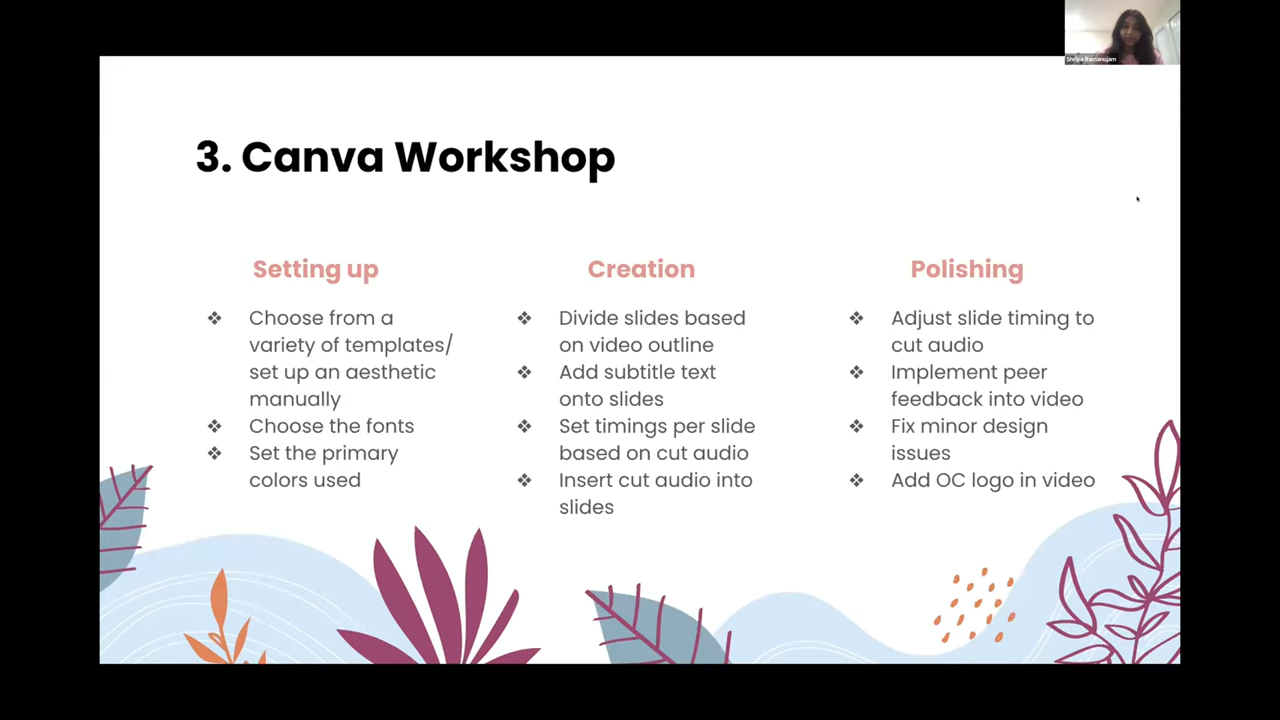 Shriya Ramanujam
3. Canva Workshop
Setting up
❖ Choose from a
variety of templates/
set up an aesthetic
manually
❖ Choose the fonts
❖ Set the primary
colors used
Creation
❖ Divide slides based
on video outline
❖ Add subtitle text
onto slides
❖ Set timings per slide
based on cut audio
❖ Insert cut audio into
slides
Polishing
❖ Adjust slide timing to
cut audio
❖ Implement peer
feedback into video
❖ Fix minor design
issues
❖ Add OC logo in video